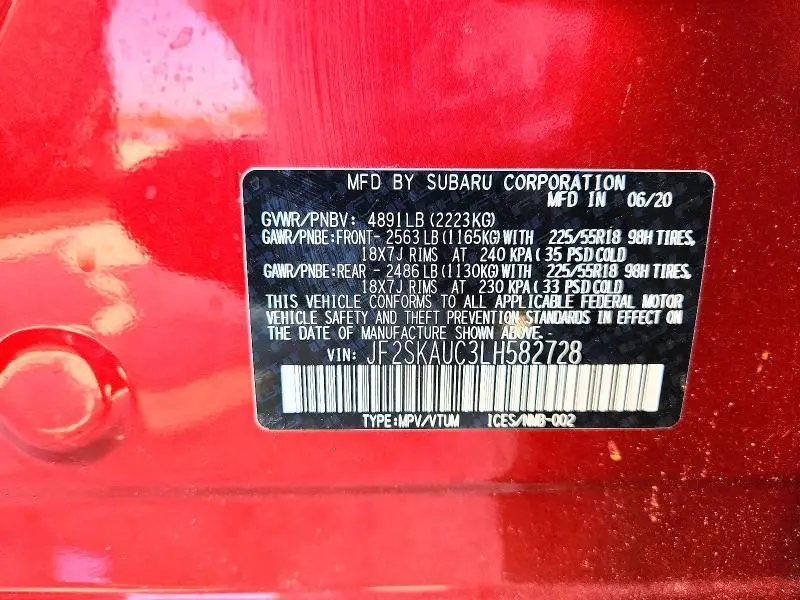 MFD BY SUBARU CORPORATION
MFD IN 06/20
GVWR/PNBV: 4891LB(2223KG)
GAWR/PNBE:FRONT- 2563LB(1165KG)WITH 225/55R18 98H TIRES,
18X7J RIMS AT 240 KPA(35 PSI)COLD
GAWR/PNBE:REAR - 2486LB(1130KG)WITH 225/55R18 98H TIRES,
18X7J RIMS AT 230 KPA(33 PSI)COLD
THIS VEHICLE CONFORMS TO ALL APPLICABLE FEDERAL MOTOR
VEHICLE SAFETY AND THEFT PREVENTION STANDARDS IN EFFECT ON
THE DATE OF MANUFACTURE SHOWN ABOVE.
VIN: JF2SKAUC3LH582728
TYPE:MPV/VTUM ICES/NMB-002